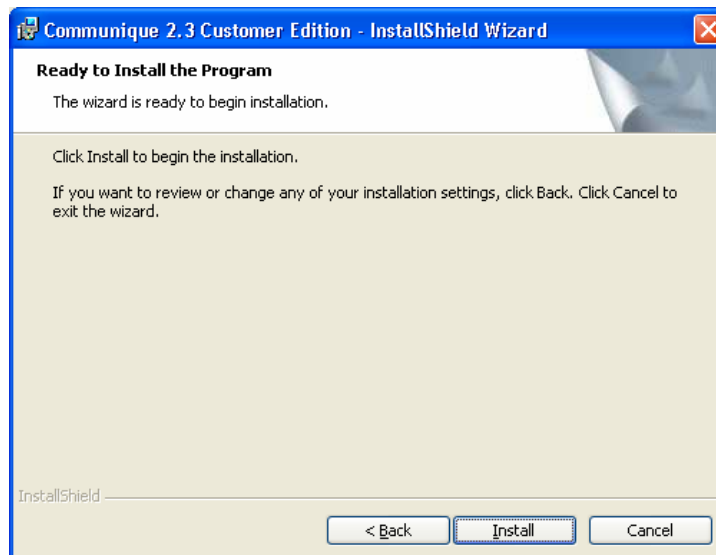 Communique 2.3 Customer Edition - InstallShield Wizard
Ready to Install the Program
The wizard is ready to begin installation.
Click Install to begin the installation.
If you want to review or change any of your installation settings, click Back. Click Cancel to
exit the wizard.
InstallShield
< Back Install Cancel